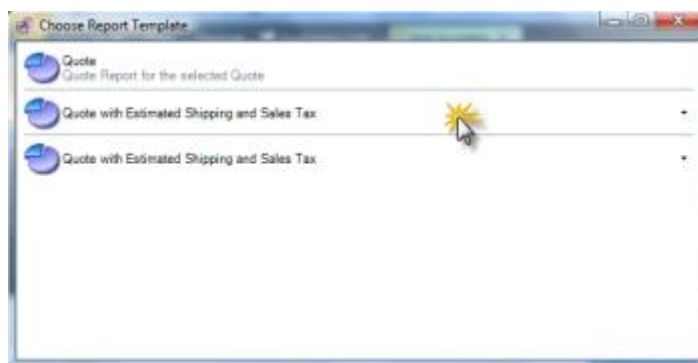 Choose Report Template
Quote
Quote Report for the selected Quote
Quote with Estimated Shipping and Sales Tax
Quote with Estimated Shipping and Sales Tax